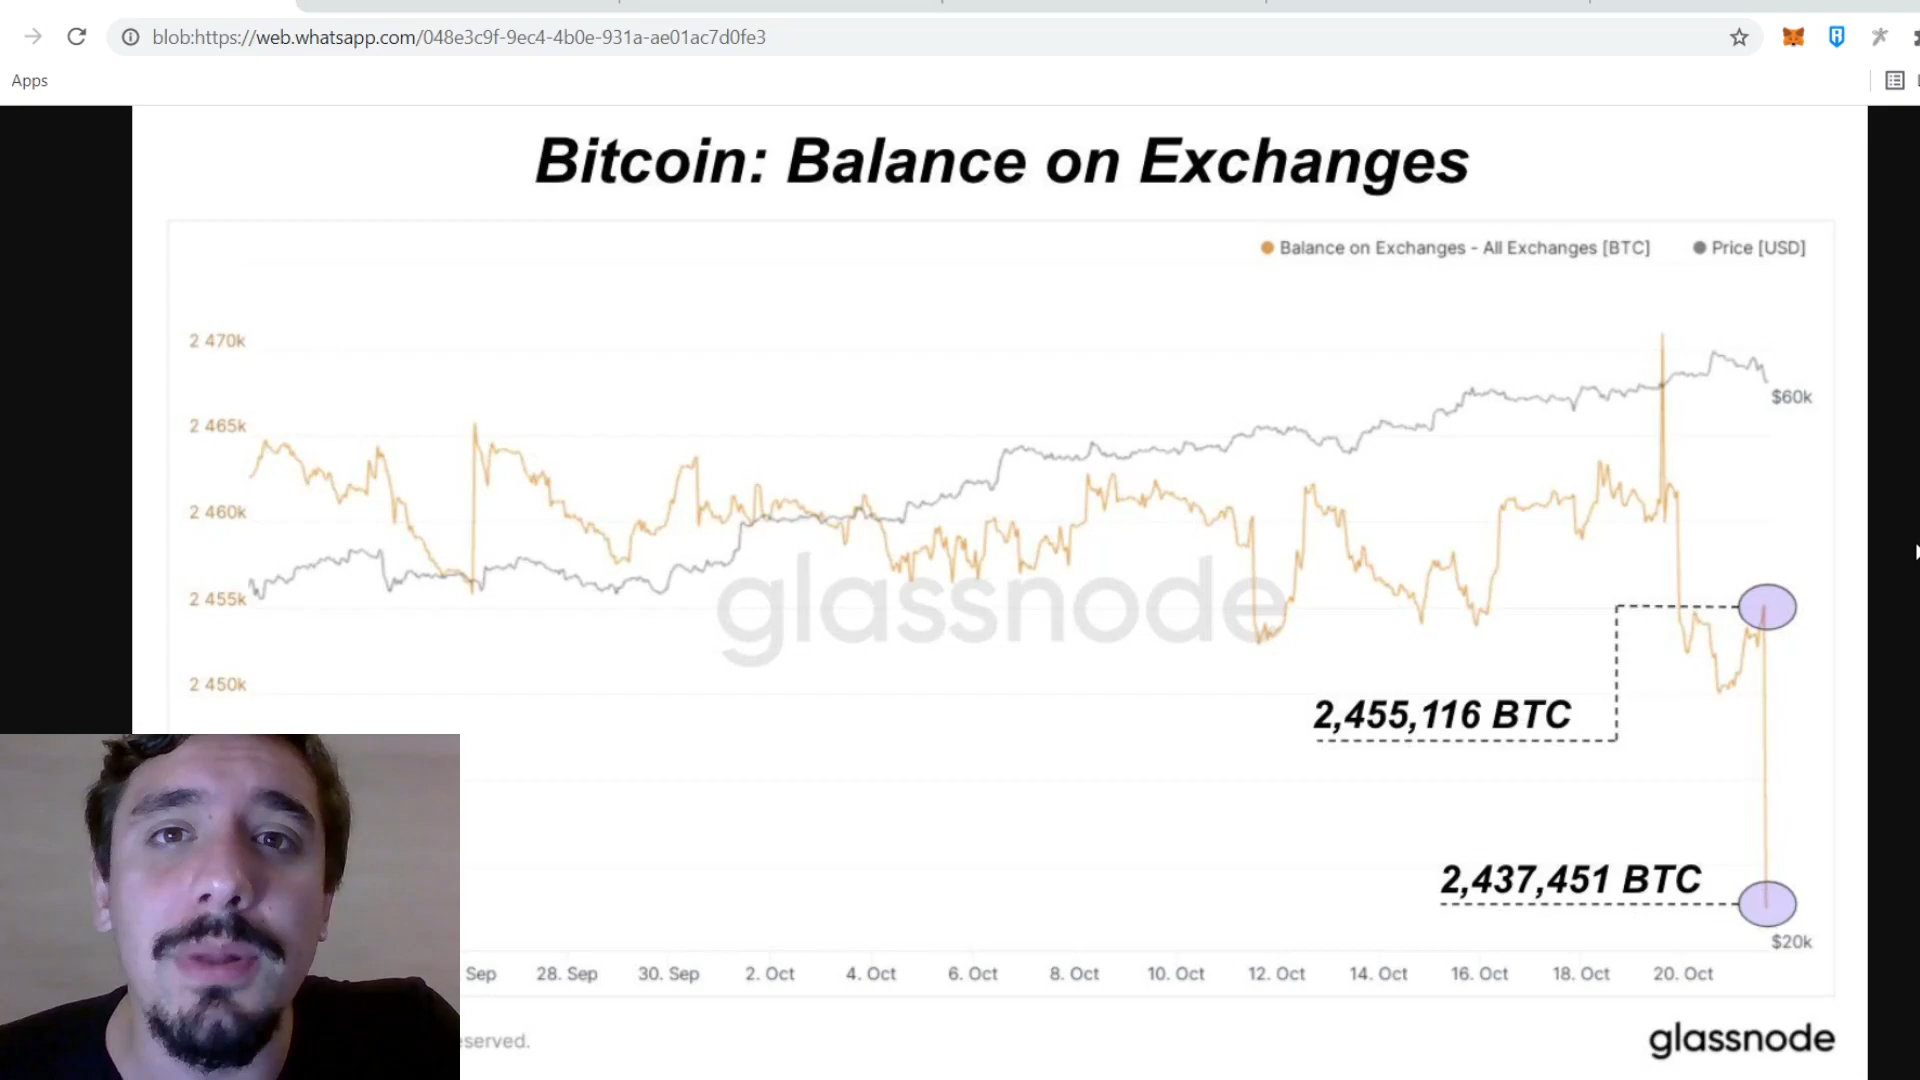 blob:https://web.whatsapp.com/048e3c9f-9ec4-4b0e-931a-ae01ac7d0fe3
Apps
Bitcoin: Balance on Exchanges
Balance on Exchanges - All Exchanges [BTC]
Price [USD]
2 470k
$60k
2 465k
2 460k
2 455k
glassnode
2 450k
2,455,116 BTC
2,437,451 BTC
$20k
Sep
28. Sep
30. Sep
2. Oct
4. Oct
6. Oct
8. Oct
10. Oct
12. Oct
14. Oct
16. Oct
18. Oct
20. Oct
served.
glassnode